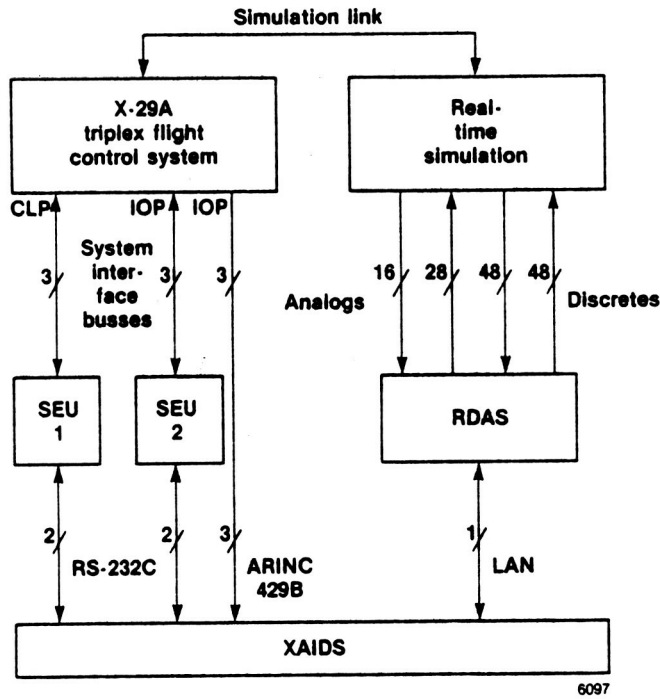 Simulation link
X-29A
triplex flight
control system
Real-
time
simulation
CLP
IOP
IOP
System
inter-
face
busses
3
3
3
Analogs
16
28
48
48
Discretes
SEU
1
SEU
2
RDAS
2
2
3
1
RS-232C
ARINC
429B
LAN
XAIDS
6097